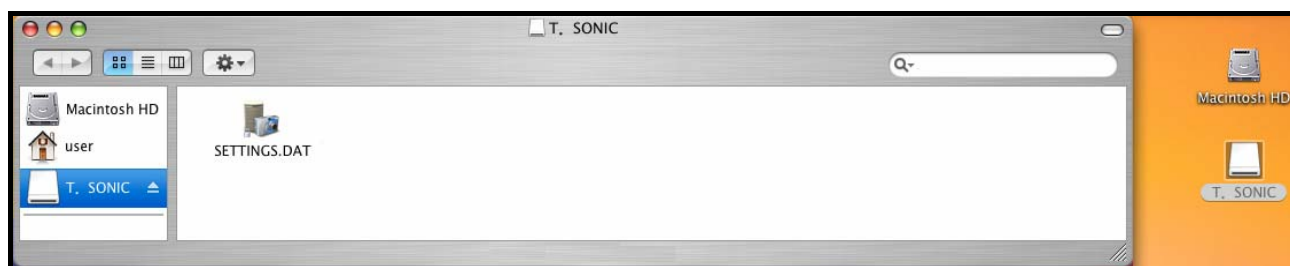 T. SONIC
Macintosh HD
user
T. SONIC
SETTINGS.DAT
Macintosh HD
T. SONIC